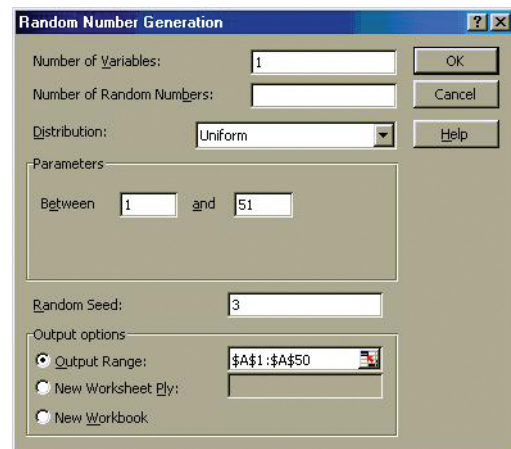 Random Number Generation
Number of Variables: 1 OK
Number of Random Numbers: Cancel
Distribution: Uniform Help
Parameters
Between 1 and 51
Random Seed: 3
Output options
Output Range: $A$1:$A$50
New Worksheet Ply:
New Workbook